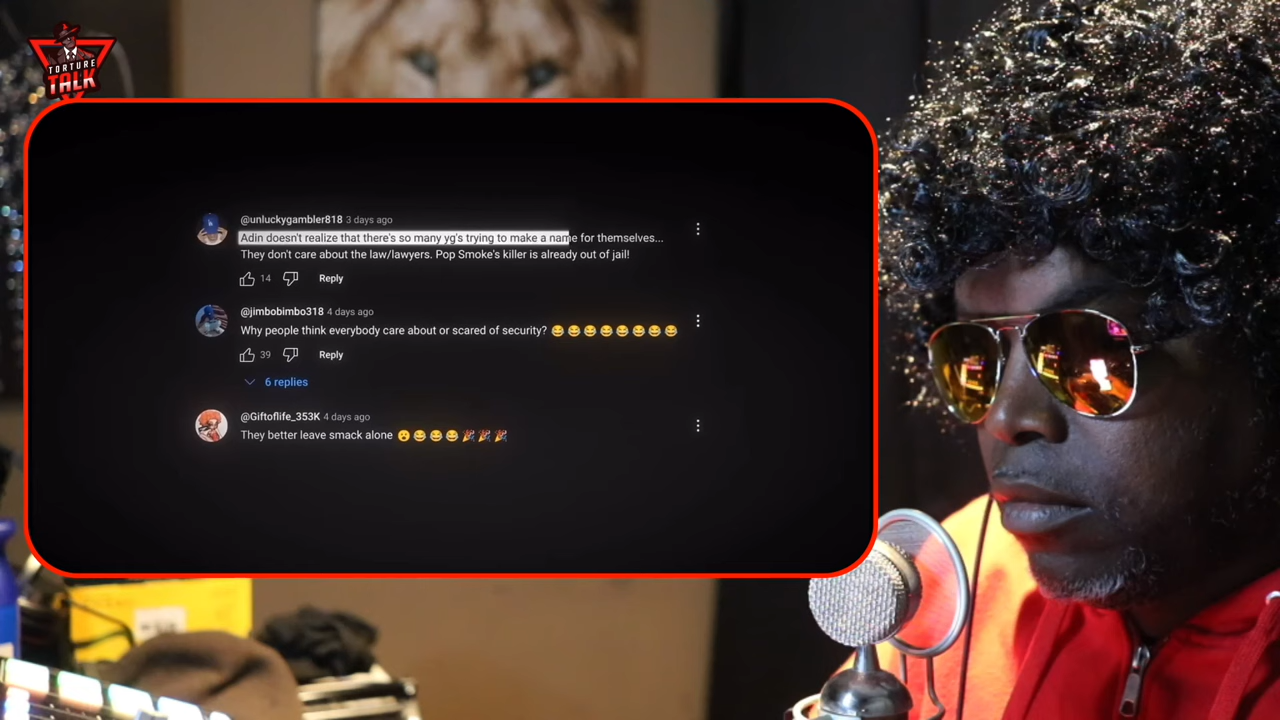 TORTURE
TALK
@unluckygambler818 3 days ago
Adin doesn't realize that there's so many yg's trying to make a name for themselves...
They don't care about the law/lawyers. Pop Smoke's killer is already out of jail!
14 Reply
@jimbobimbo318 4 days ago
Why people think everybody care about or scared of security? 😂😂😂😂😂😂😂😂
39 Reply
6 replies
@Giftoflife_353K 4 days ago
They better leave smack alone 😮😂😂😂🎉🎉🎉